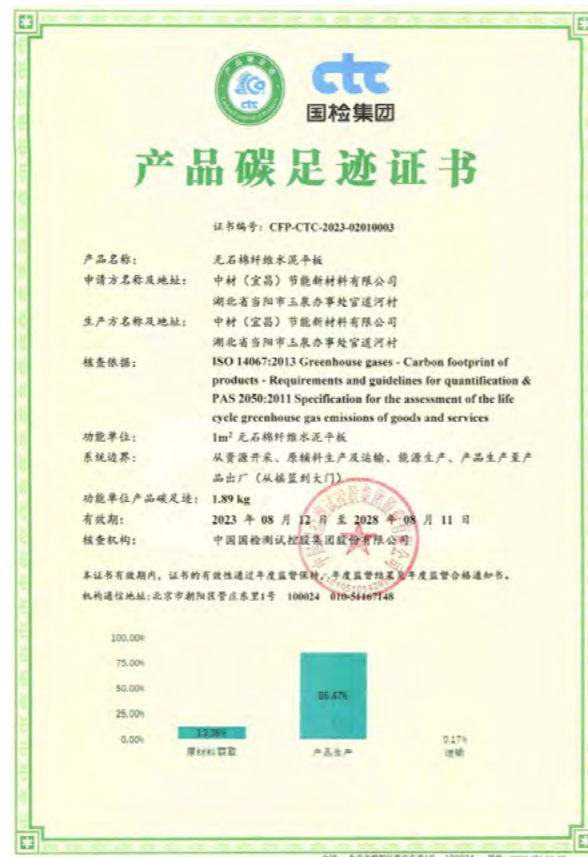 产品碳足迹
ctc
ctc
国检集团
产品碳足迹证书
证书编号：CFP-CTC-2023-02010003
产品名称： 无石棉纤维水泥平板
申请方名称及地址： 中材（宜昌）节能新材料有限公司
湖北省当阳市玉泉办事处官道河村
生产方名称及地址： 中材（宜昌）节能新材料有限公司
湖北省当阳市玉泉办事处官道河村
核查依据： ISO 14067:2013 Greenhouse gases - Carbon footprint of
products - Requirements and guidelines for quantification &
PAS 2050:2011 Specification for the assessment of the life
cycle greenhouse gas emissions of goods and services
功能单位： 1m² 无石棉纤维水泥平板
系统边界： 从资源开采、原辅料生产及运输、能源生产、产品生产至产
品出厂（从摇篮到大门）
功能单位产品碳足迹： 1.89 kg
有效期： 2023 年 08 月 12 日 至 2028 年 08 月 11 日
核查机构： 中国国检测试控股集团股份有限公司
本证书有效期内，证书的有效性通过年度监督保持，年度监督结果见年度监督合格通知书。
机构通信地址:北京市朝阳区管庄东里1号 100024 010-51167148
100.00%
75.00%
50.00%
25.00%
0.00%
86.47%
0.17%
原材料获取 产品生产 运输